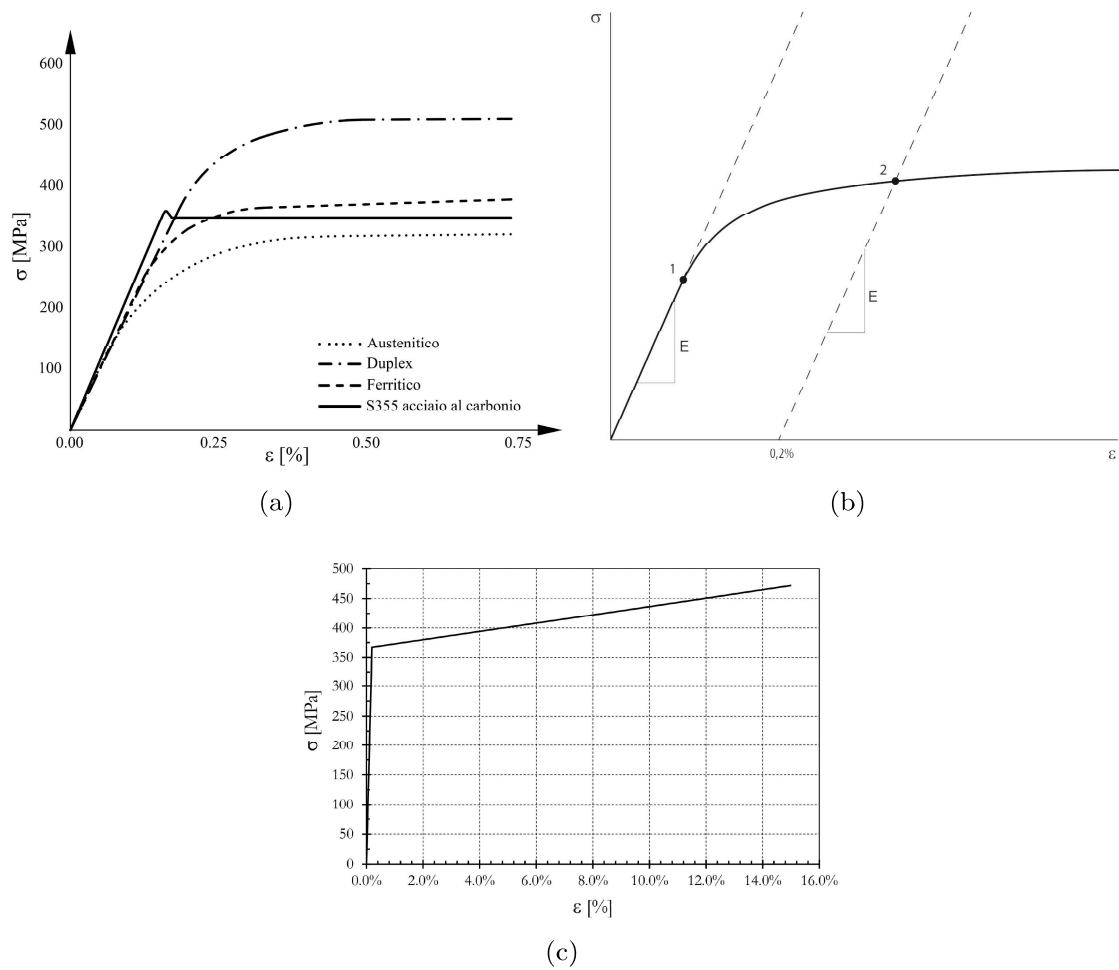 600
500
400
300
200
100
σ [MPa]
Austenitico
Duplex
Ferritico
S355 acciaio al carbonio
0.00
0.25
0.50
0.75
ε [%]
(a)
σ
1
2
E
E
0,2%
ε
(b)
500
450
400
350
300
250
200
150
100
50
0
σ [MPa]
0.0%
2.0%
4.0%
6.0%
8.0%
10.0%
12.0%
14.0%
16.0%
ε [%]
(c)